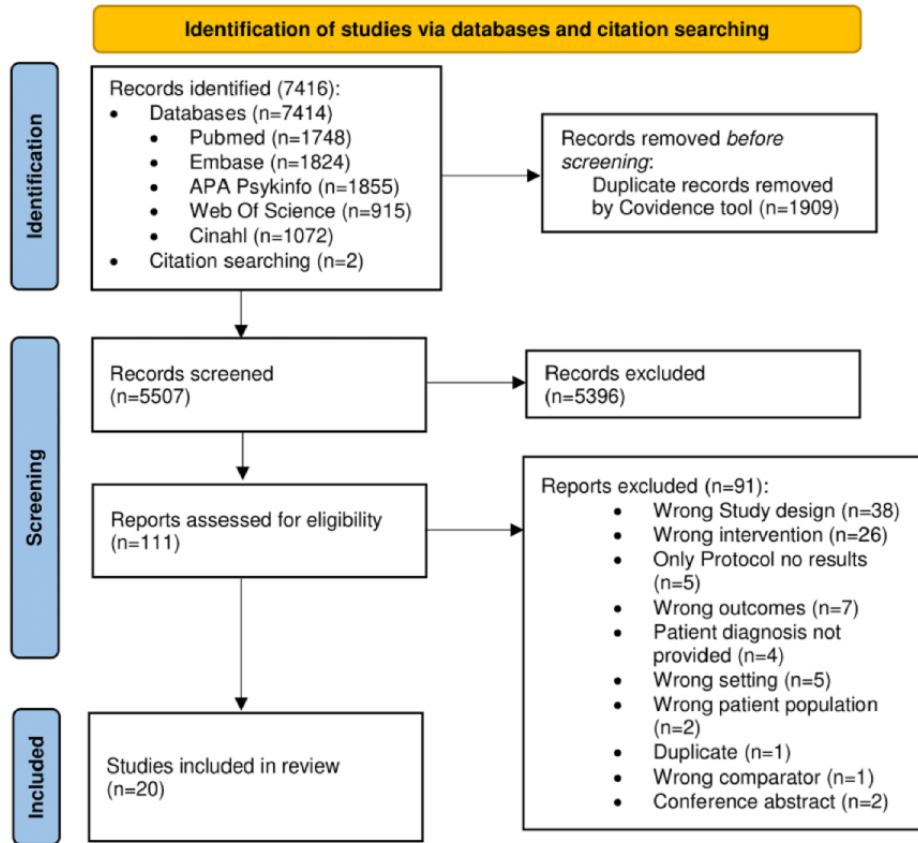 Identification of studies via databases and citation searching
Identification
Records identified (7416):
• Databases (n=7414)
• Pubmed (n=1748)
• Embase (n=1824)
• APA Psykinfo (n=1855)
• Web Of Science (n=915)
• Cinahl (n=1072)
• Citation searching (n=2)
Records removed before
screening:
Duplicate records removed
by Covidence tool (n=1909)
Screening
Records screened
(n=5507)
Records excluded
(n=5396)
Reports assessed for eligibility
(n=111)
Reports excluded (n=91):
• Wrong Study design (n=38)
• Wrong intervention (n=26)
• Only Protocol no results
(n=5)
• Wrong outcomes (n=7)
• Patient diagnosis not
provided (n=4)
• Wrong setting (n=5)
• Wrong patient population
(n=2)
• Duplicate (n=1)
• Wrong comparator (n=1)
• Conference abstract (n=2)
Included
Studies included in review
(n=20)